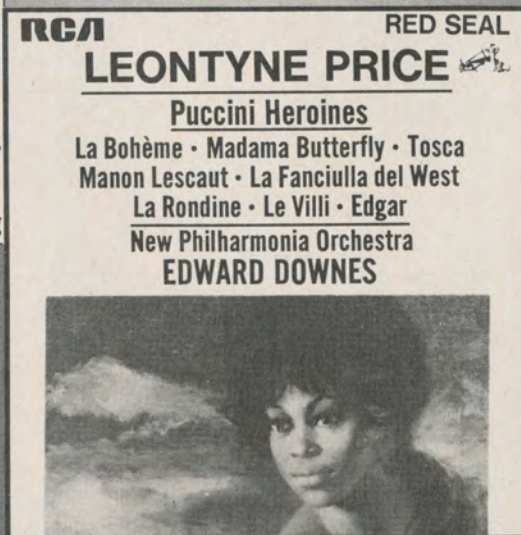 RCA RED SEAL
LEONTYNE PRICE
Puccini Heroines
La Bohème • Madama Butterfly • Tosca
Manon Lescaut • La Fanciulla del West
La Rondine • Le Villi • Edgar
New Philharmonia Orchestra
EDWARD DOWNES